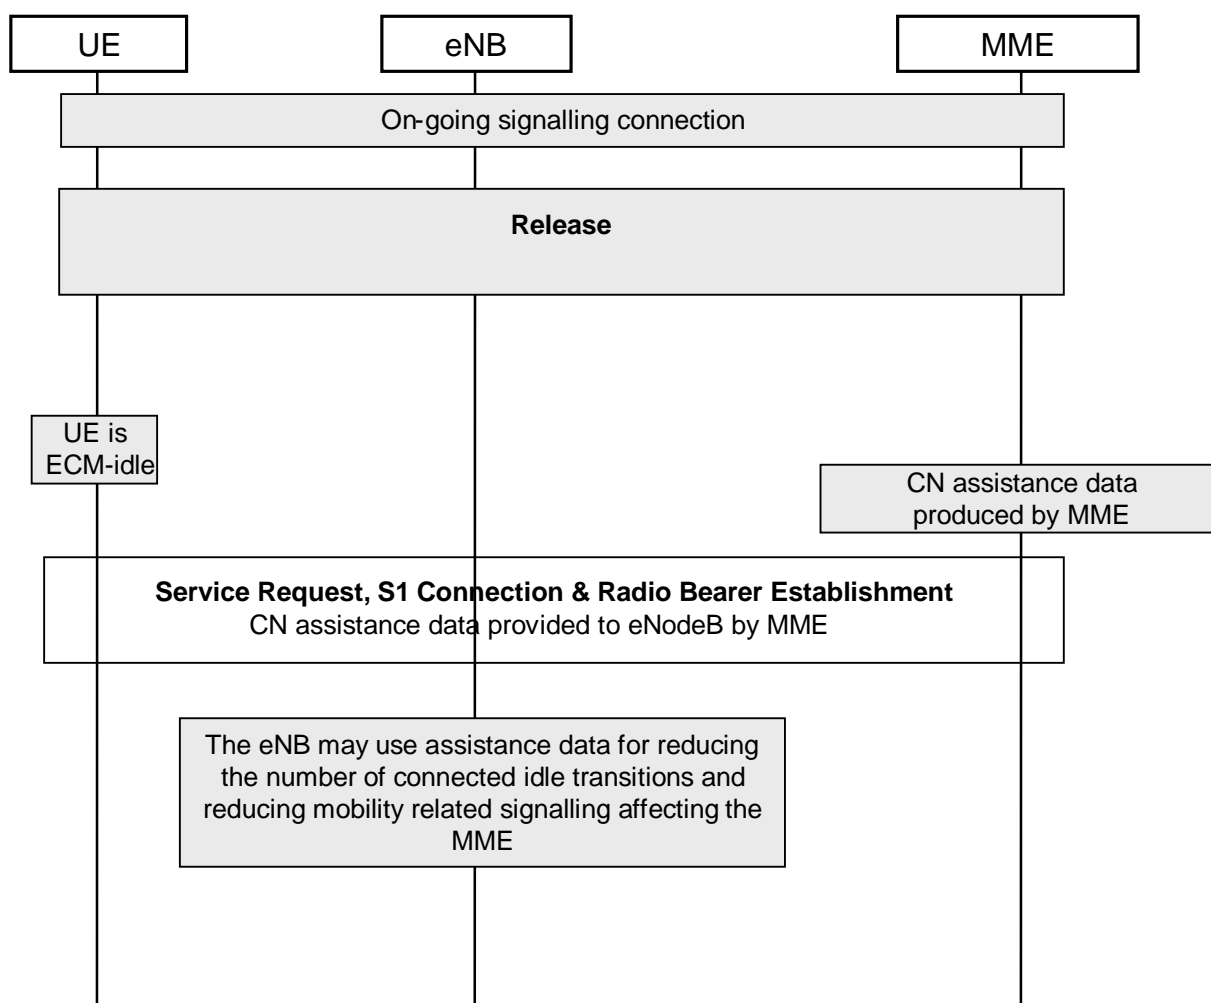 UE
eNB
MME
On-going signalling connection
Release
UE is
ECM-idle
CN assistance data
produced by MME
Service Request, S1 Connection & Radio Bearer Establishment
CN assistance data provided to eNodeB by MME
The eNB may use assistance data for reducing
the number of connected idle transitions and
reducing mobility related signalling affecting the
MME